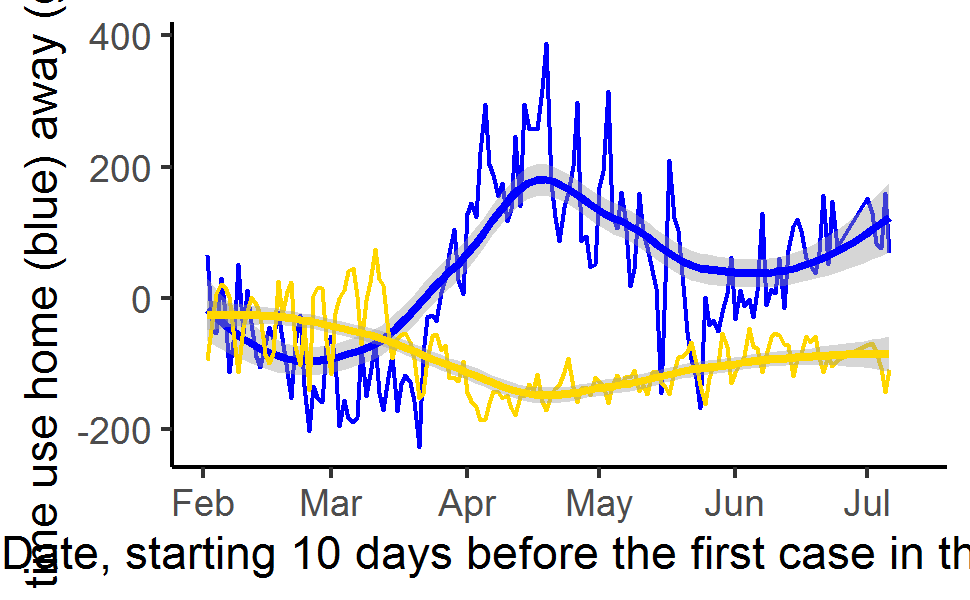 time use home (blue) away (
400
200
0
-200
Feb Mar Apr May Jun Jul
Date, starting 10 days before the first case in th